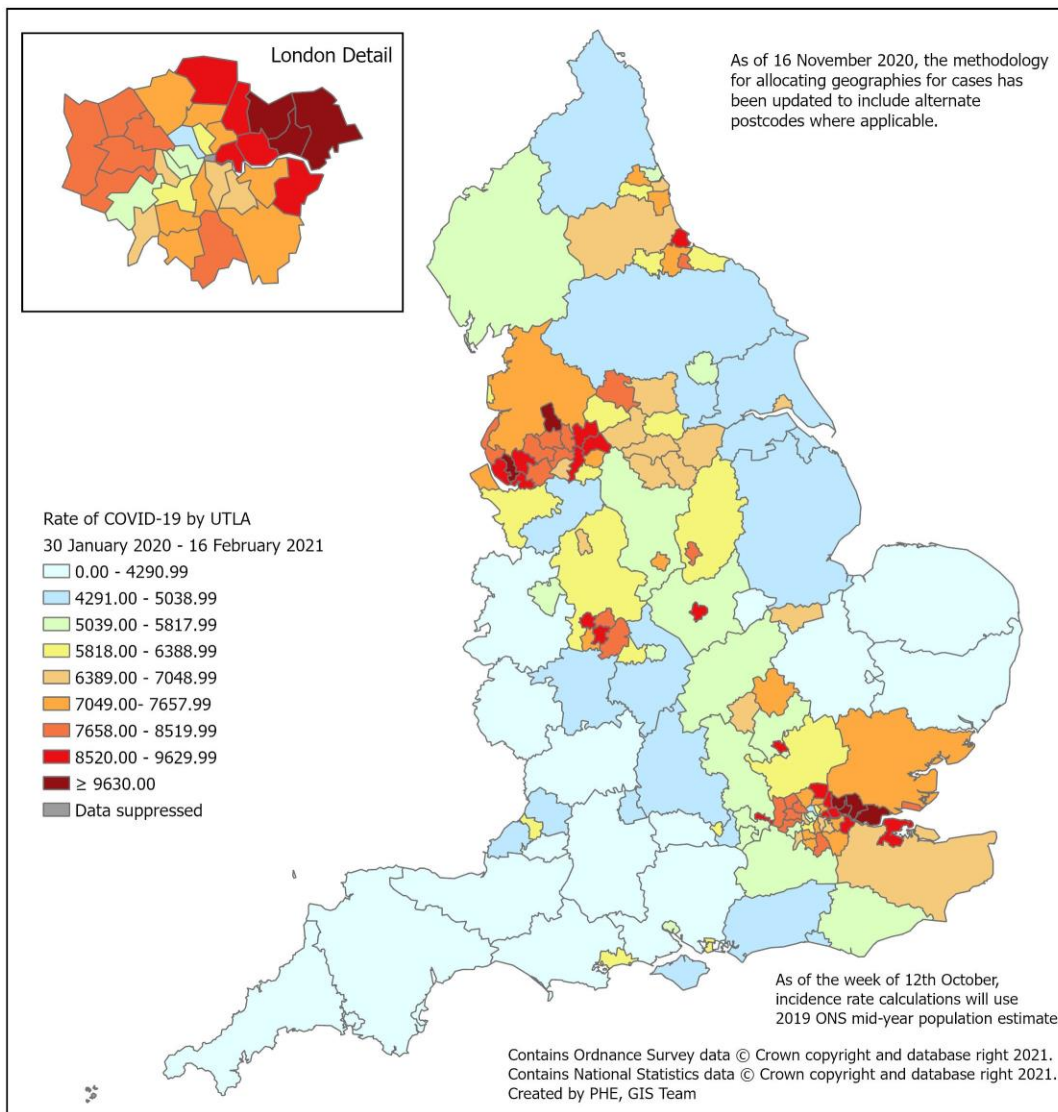 London Detail
As of 16 November 2020, the methodology
for allocating geographies for cases has
been updated to include alternate
postcodes where applicable.
Rate of COVID-19 by UTLA
30 January 2020 - 16 February 2021
0.00 - 4290.99
4291.00 - 5038.99
5039.00 - 5817.99
5818.00 - 6388.99
6389.00 - 7048.99
7049.00- 7657.99
7658.00 - 8519.99
8520.00 - 9629.99
≥ 9630.00
Data suppressed
As of the week of 12th October,
incidence rate calculations will use
2019 ONS mid-year population estimate
Contains Ordnance Survey data © Crown copyright and database right 2021.
Contains National Statistics data © Crown copyright and database right 2021.
Created by PHE, GIS Team